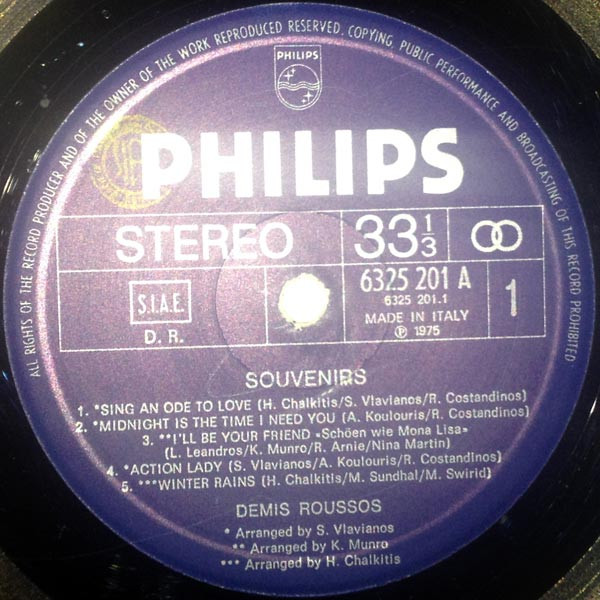 ALL RIGHTS OF THE RECORD PRODUCER AND OF THE OWNER OF THE WORK REPRODUCED RESERVED. COPYING, PUBLIC PERFORMANCE AND BROADCASTING OF THIS RECORD PROHIBITED
PHILIPS
PHILIPS
STEREO
33 1/3
S.I.A.E.
D. R.
6325 201 A
6325 201.1
MADE IN ITALY
℗ 1975
1
SOUVENIRS
1. *SING AN ODE TO LOVE (H. Chalkitis/S. Vlavianos/R. Costandinos)
2. *MIDNIGHT IS THE TIME I NEED YOU (A. Koulouris/R. Costandinos)
3. **I'LL BE YOUR FRIEND «Schöen wie Mona Lisa»
(L. Leandros/K. Munro/R. Arnie/Nina Martin)
4. *ACTION LADY (S. Vlavianos/A. Koulouris/R. Costandinos)
5. ***WINTER RAINS (H. Chalkitis/M. Sundhal/M. Swirid)
DEMIS ROUSSOS
* Arranged by S. Vlavianos
** Arranged by K. Munro
*** Arranged by H. Chalkitis